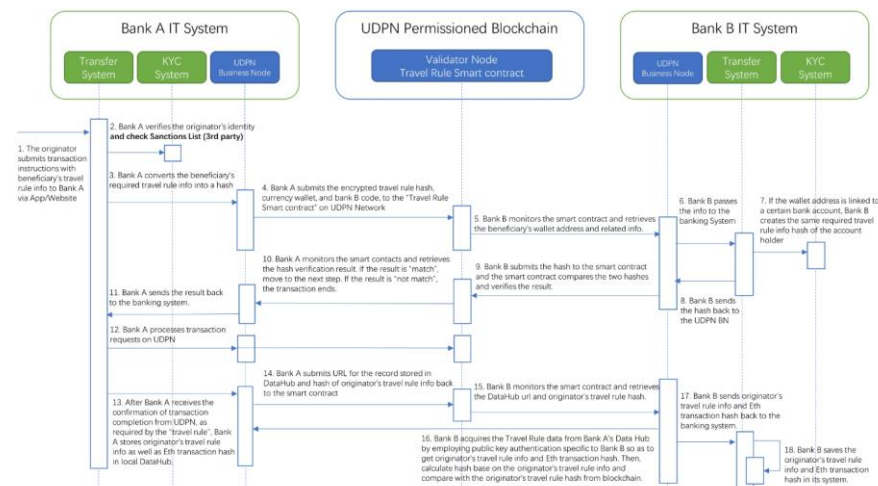 Bank A IT System
UDPN Permissioned Blockchain
Bank B IT System
Transfer
System
KYC
System
UDPN
Business Node
Validator Node
Travel Rule Smart contract
UDPN
Business Node
Transfer
System
KYC
System
1. The originator
submits transaction
instructions with
beneficiary's travel
rule info to Bank A
via App/Website
2. Bank A verifies the originator's identity
and check Sanctions List (3rd party)
3. Bank A converts the beneficiary's
required travel rule info into a hash
4. Bank A submits the encrypted travel rule hash,
currency wallet, and bank B code, to the "Travel Rule
Smart contract" on UDPN Network
5. Bank B monitors the smart contract and retrieves
the beneficiary's wallet address and related info.
6. Bank B passes
the info to the
banking System
7. If the wallet address is linked to
a certain bank account, Bank B
creates the same required travel
rule info hash of the account
holder
8. Bank B sends
the hash back to
the UDPN BN
9. Bank B submits the hash to the smart contract
and the smart contract compares the two hashes
and verifies the result.
10. Bank A monitors the smart contacts and retrieves
the hash verification result. If the result is "match",
move to the next step. If the result is "not match",
the transaction ends.
11. Bank A sends the result back
to the banking system.
12. Bank A processes transaction
requests on UDPN
13. After Bank A receives the
confirmation of transaction
completion from UDPN, as
required by the "travel rule", Bank
A stores originator's travel rule
info as well as Eth transaction hash
in local DataHub.
14. Bank A submits URL for the record stored in
DataHub and hash of originator's travel rule info back
to the smart contract
15. Bank B monitors the smart contract and retrieves
the DataHub url and originator's travel rule hash.
16. Bank B acquires the Travel Rule data from Bank A's Data Hub
by employing public key authentication specific to Bank B so as to
get originator's travel rule info and Eth transaction hash. Then,
calculate hash base on the originator's travel rule info and
compare with the originator's travel rule hash from blockchain.
17. Bank B sends originator's
travel rule info and Eth
transaction hash back to the
banking system.
18. Bank B saves the
originator's travel rule
info and Eth transaction
hash in its system.